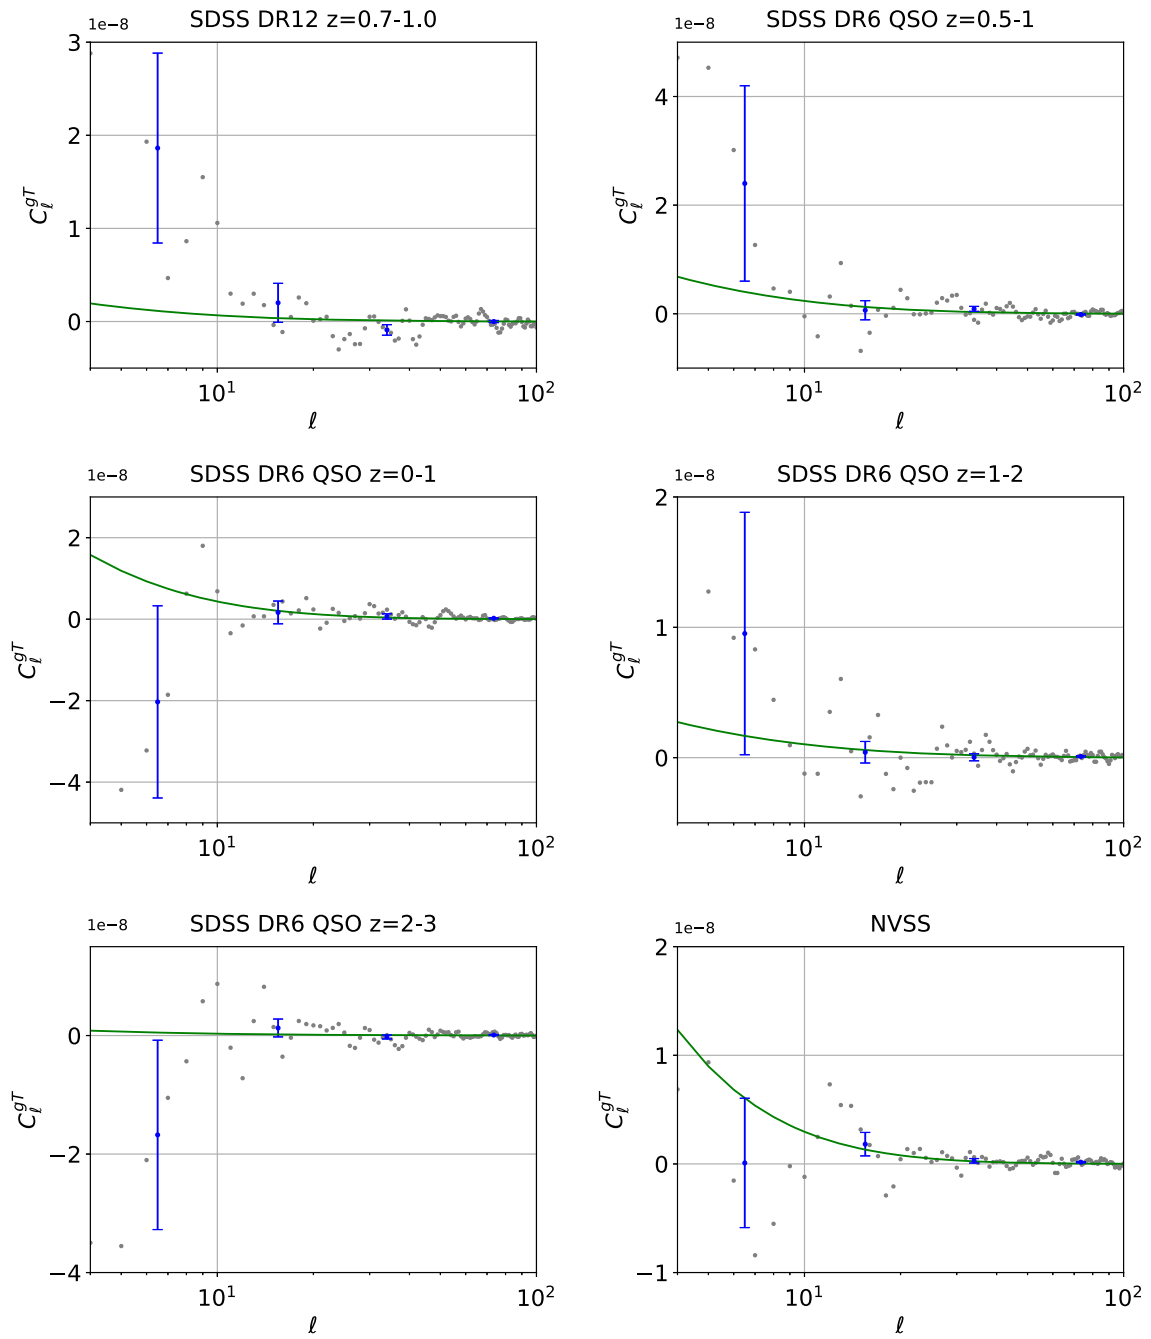 SDSS DR12 z=0.7-1.0
1e−8
3
2
1
0
C_ℓ^{gT}
10^1
10^2
ℓ
SDSS DR6 QSO z=0.5-1
1e−8
4
2
0
C_ℓ^{gT}
10^1
10^2
ℓ
SDSS DR6 QSO z=0-1
1e−8
2
0
−2
−4
C_ℓ^{gT}
10^1
10^2
ℓ
SDSS DR6 QSO z=1-2
1e−8
2
1
0
C_ℓ^{gT}
10^1
10^2
ℓ
SDSS DR6 QSO z=2-3
1e−8
0
−2
−4
C_ℓ^{gT}
10^1
10^2
ℓ
NVSS
1e−8
2
1
0
−1
C_ℓ^{gT}
10^1
10^2
ℓ